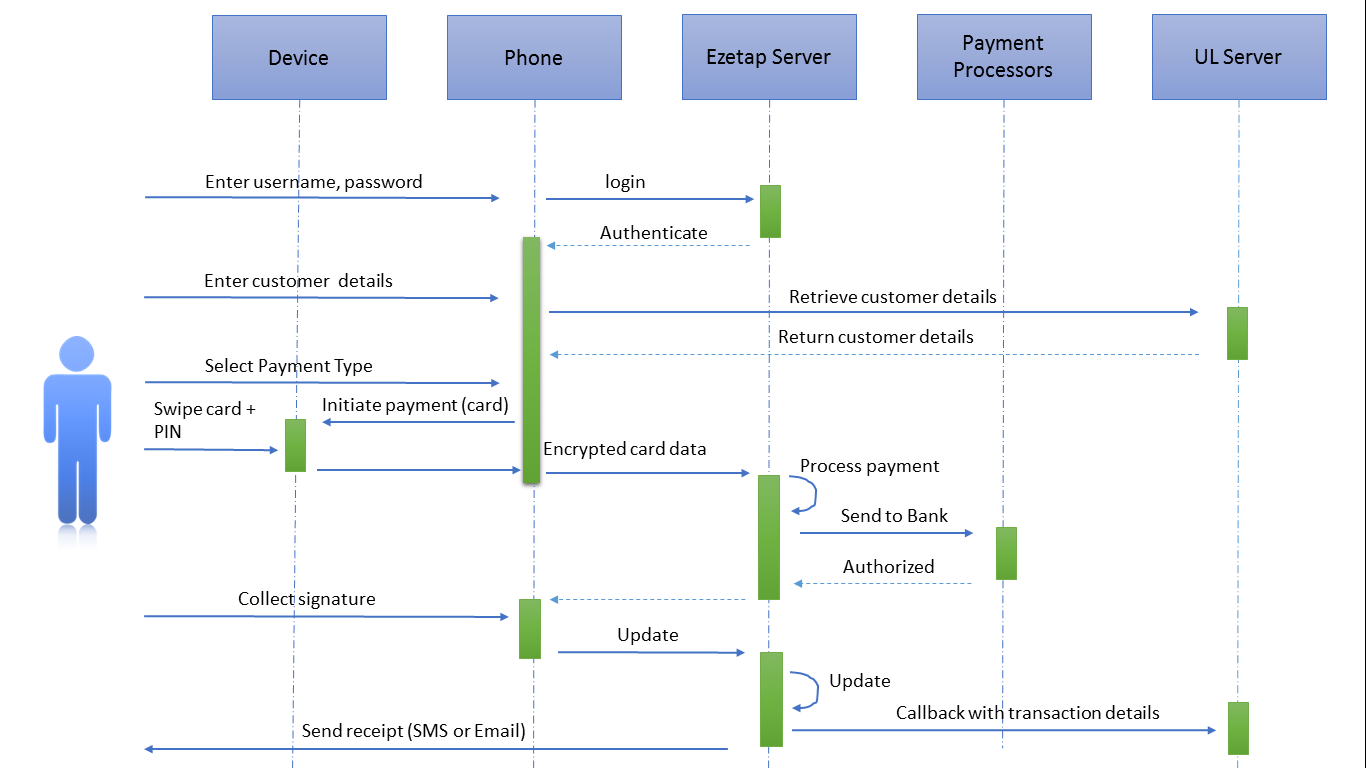 Device
Phone
Ezetap Server
Payment
Processors
UL Server
Enter username, password
login
Authenticate
Enter customer details
Retrieve customer details
Return customer details
Select Payment Type
Swipe card +
PIN
Initiate payment (card)
Encrypted card data
Process payment
Send to Bank
Authorized
Collect signature
Update
Update
Callback with transaction details
Send receipt (SMS or Email)